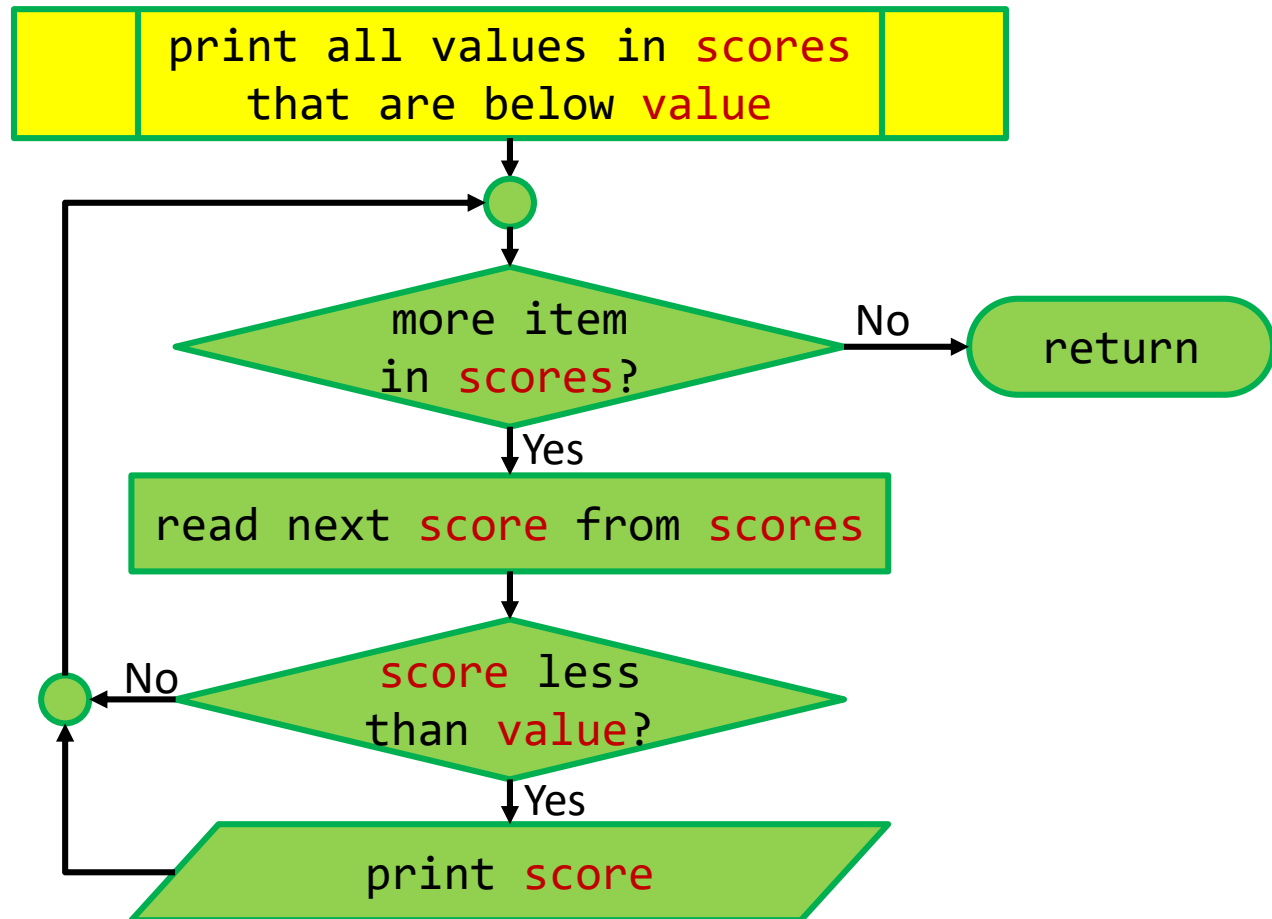 print all values in scores
that are below value
more item
in scores?
No
return
Yes
read next score from scores
score less
than value?
No
Yes
print score